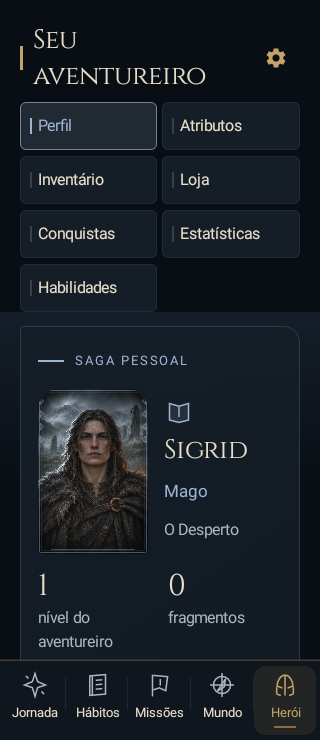 Seu
aventureiro
Perfil
Atributos
Inventário
Loja
Conquistas
Estatísticas
Habilidades
SAGA PESSOAL
Sigrid
Mago
O Desperto
1
0
nível do
aventureiro
fragmentos
Jornada
Hábitos
Missões
Mundo
Herói